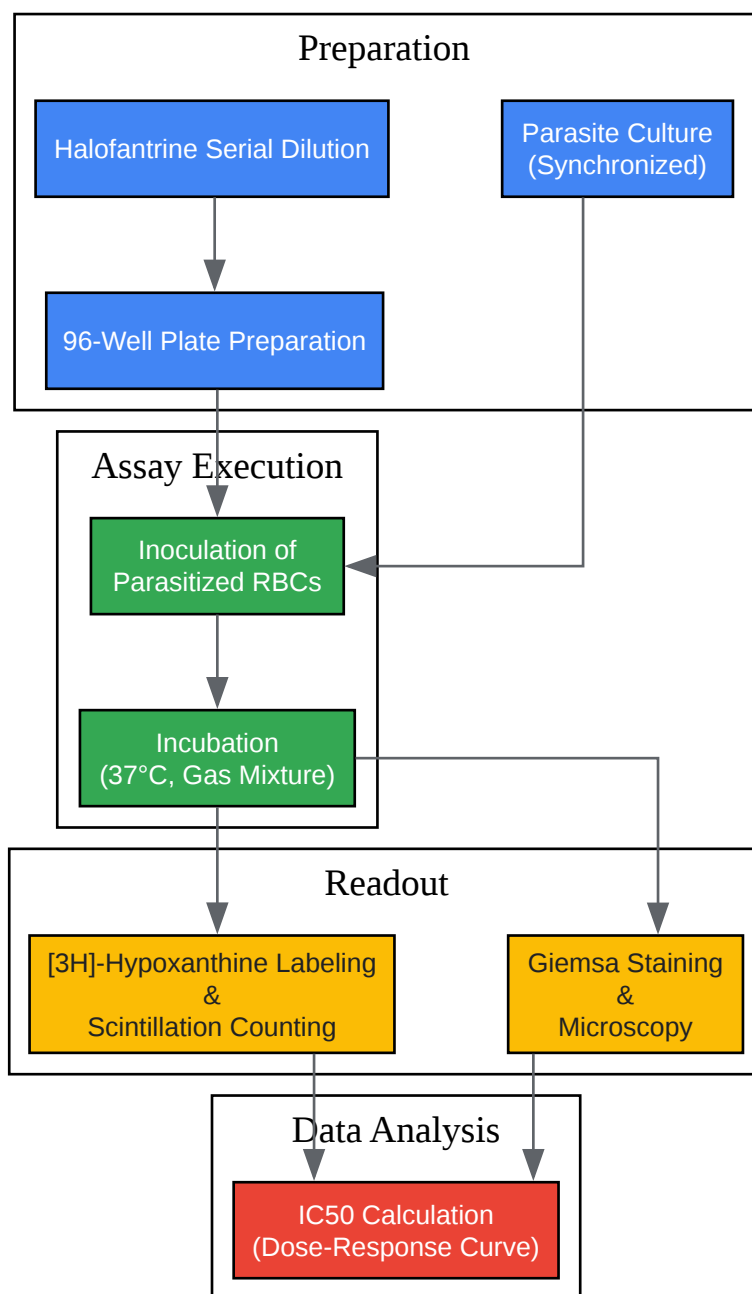 Preparation
Halofantrine Serial Dilution
Parasite Culture
(Synchronized)
96-Well Plate Preparation
Assay Execution
Inoculation of
Parasitized RBCs
Incubation
(37°C, Gas Mixture)
Readout
[3H]-Hypoxanthine Labeling
&
Scintillation Counting
Giemsa Staining
&
Microscopy
Data Analysis
IC50 Calculation
(Dose-Response Curve)